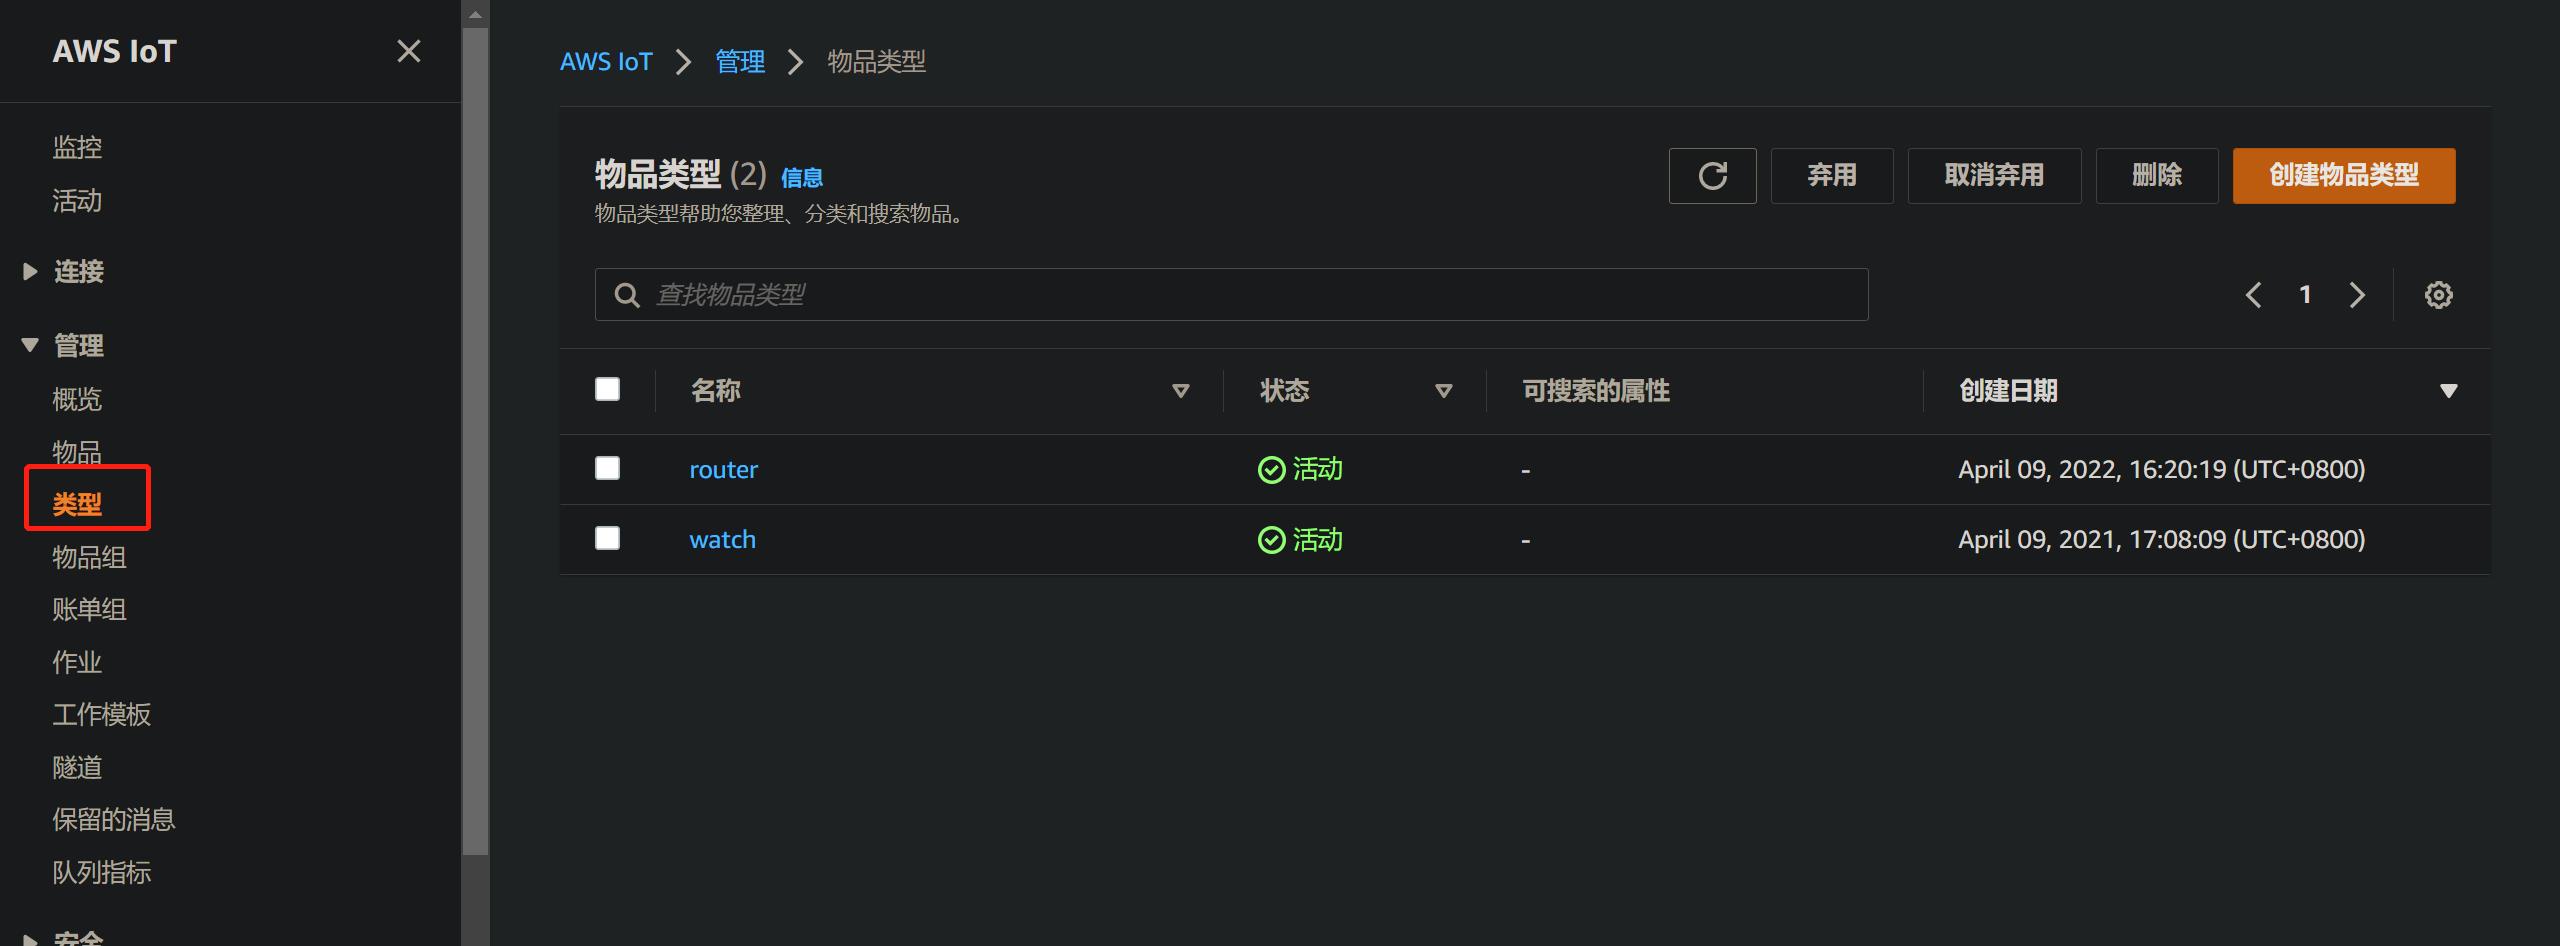 AWS IoT
监控
活动
连接
管理
概览
物品
类型
物品组
账单组
作业
工作模板
隧道
保留的消息
队列指标
安全
AWS IoT 管理 物品类型
物品类型 (2) 信息
物品类型帮助您整理、分类和搜索物品。
弃用 取消弃用 删除 创建物品类型
查找物品类型
1
名称 状态 可搜索的属性 创建日期
router 活动 - April 09, 2022, 16:20:19 (UTC+0800)
watch 活动 - April 09, 2021, 17:08:09 (UTC+0800)